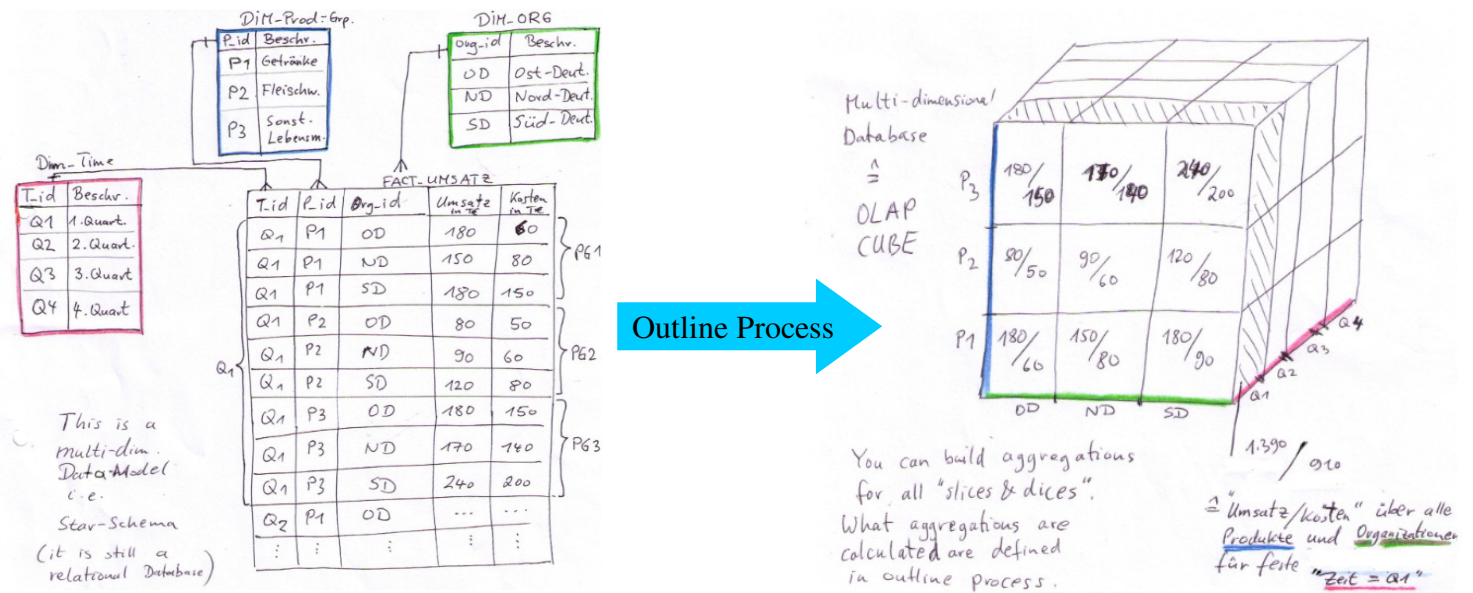 DiM-Prod.-Grp.
P_id Beschr.
P1 Getränke
P2 Fleischw.
P3 Sonst. Lebensm.
DiM-ORG
Org_id Beschr.
OD Ost-Deut.
ND Nord-Deut.
SD Süd-Deut.
Dim-Time
T_id Beschr.
Q1 1.Quart.
Q2 2.Quart.
Q3 3.Quart
Q4 4.Quart
FACT-UMSATZ
T_id P_id Org_id Umsatz in T€ Kosten in T€
Q1 P1 OD 180 60
Q1 P1 ND 150 80
Q1 P1 SD 180 150
Q1 P2 OD 80 50
Q1 P2 ND 90 60
Q1 P2 SD 120 80
Q1 P3 OD 180 150
Q1 P3 ND 170 140
Q1 P3 SD 240 200
Q2 P1 OD ... ...
Q1
PG1
PG2
PG3
This is a
multi-dim.
Data-Model
i.e.
Star-Schema
(it is still a
relational Database)
Outline Process
Multi-dimensional
Database
≙
OLAP
CUBE
P3 180/150 170/140 240/200
P2 80/50 90/60 120/80
P1 180/60 150/80 180/90
OD ND SD
Q1 Q2 Q3 Q4
1.390/910
You can build aggregations
for all "slices & dices".
What aggregations are
calculated are defined
in outline process.
≙ "Umsatz/Kosten" über alle
Produkte und Organizationen
für feste "Zeit = Q1"